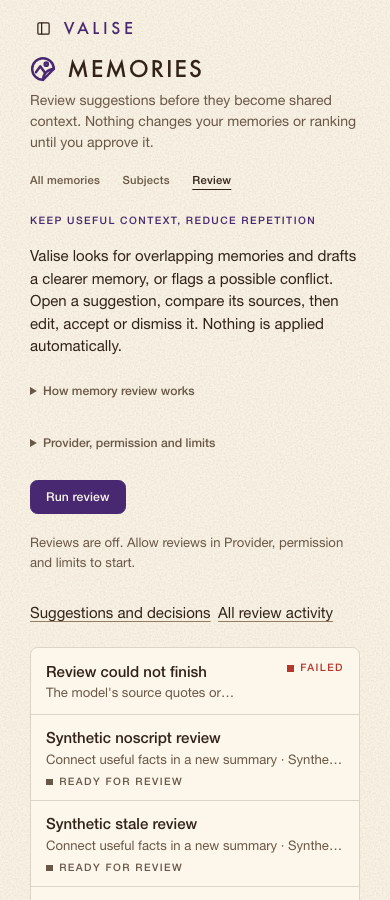 VALISE
MEMORIES
Review suggestions before they become shared
context. Nothing changes your memories or ranking
until you approve it.
All memories Subjects Review
KEEP USEFUL CONTEXT, REDUCE REPETITION
Valise looks for overlapping memories and drafts
a clearer memory, or flags a possible conflict.
Open a suggestion, compare its sources, then
edit, accept or dismiss it. Nothing is applied
automatically.
How memory review works
Provider, permission and limits
Run review
Reviews are off. Allow reviews in Provider, permission
and limits to start.
Suggestions and decisions All review activity
Review could not finish FAILED
The model's source quotes or…
Synthetic noscript review
Connect useful facts in a new summary · Synthe…
READY FOR REVIEW
Synthetic stale review
Connect useful facts in a new summary · Synthe…
READY FOR REVIEW